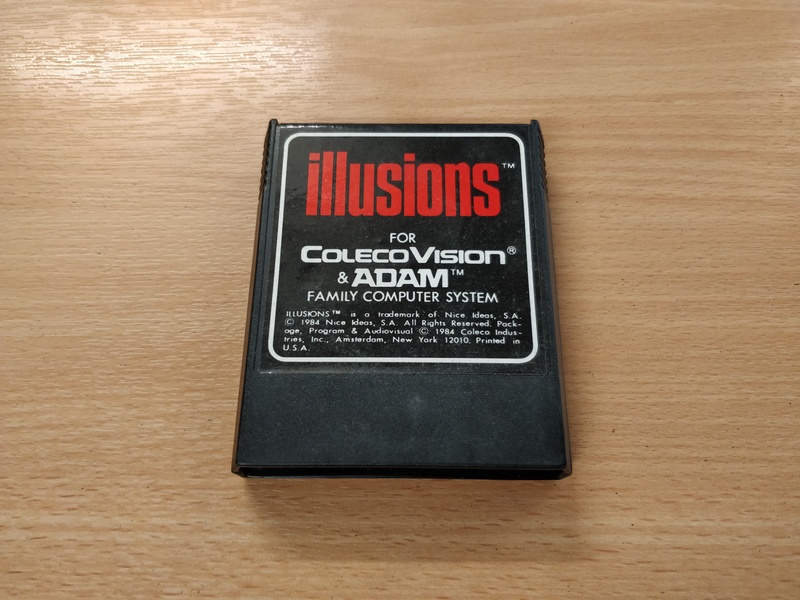 illusions™
FOR
COLECOVISION®
& ADAM™
FAMILY COMPUTER SYSTEM
ILLUSIONS™ is a trademark of Nice Ideas, S.A.
© 1984 Nice Ideas, S.A. All Rights Reserved. Pack-
age, Program & Audiovisual © 1984 Coleco Indus-
tries, Inc., Amsterdam, New York 12010. Printed in
U.S.A.